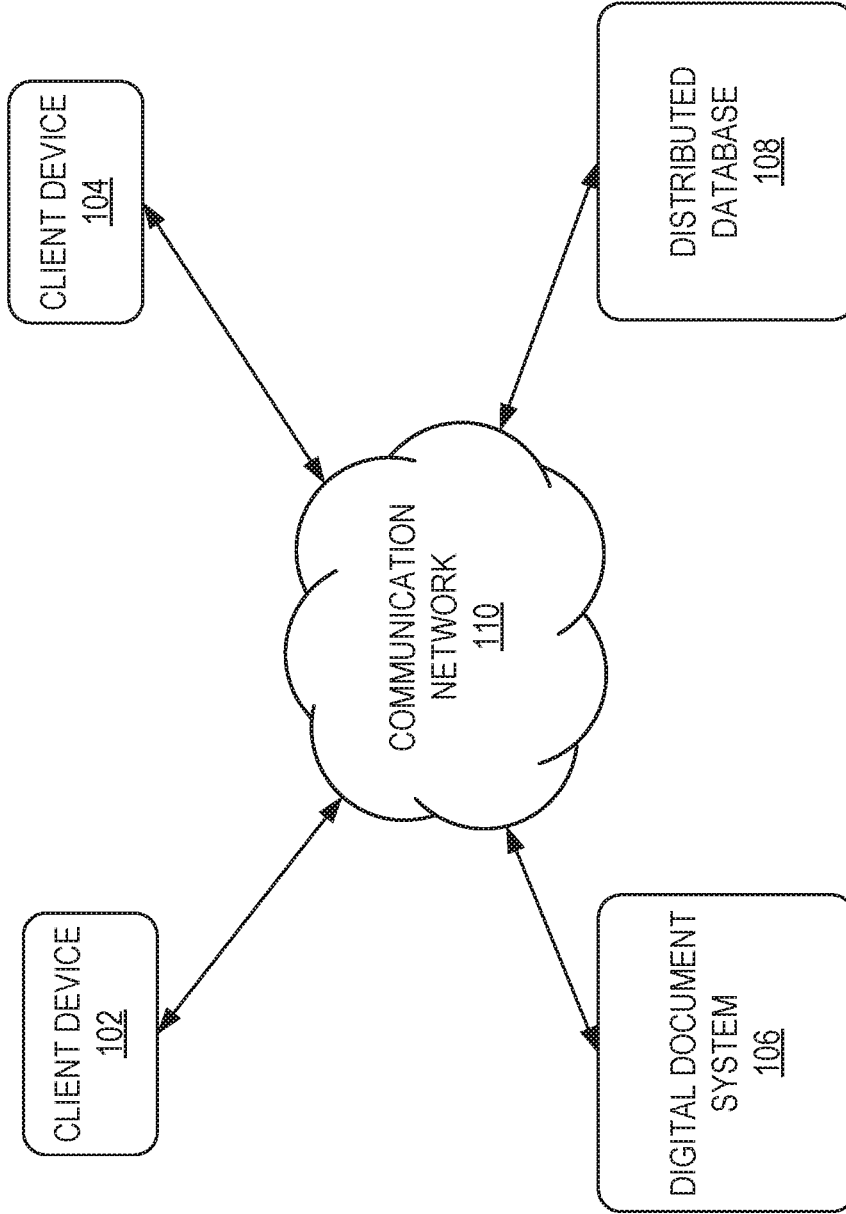 CLIENT DEVICE
102
CLIENT DEVICE
104
COMMUNICATION
NETWORK
110
DIGITAL DOCUMENT
SYSTEM
106
DISTRIBUTED
DATABASE
108